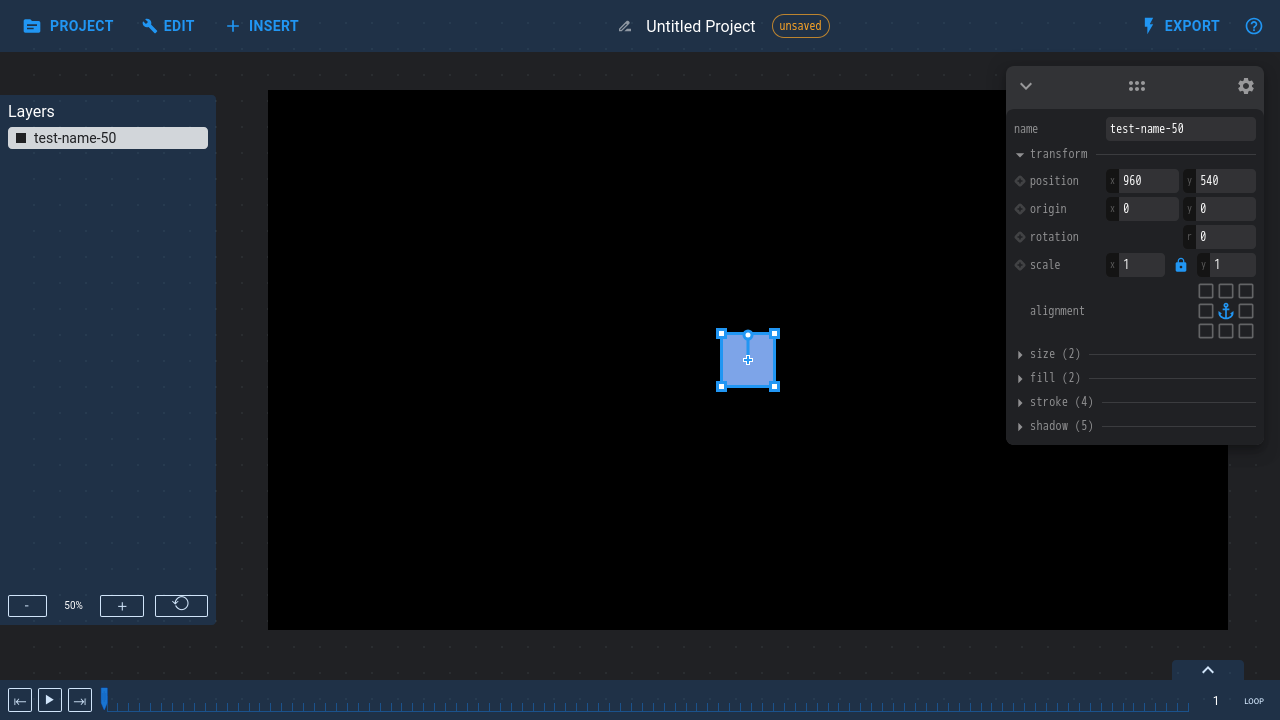 PROJECT EDIT INSERT Untitled Project unsaved EXPORT
Layers
test-name-50
name test-name-50
transform
position x 960 y 540
origin x 0 y 0
rotation r 0
scale x 1 y 1
alignment
size (2)
fill (2)
stroke (4)
shadow (5)
- 50% +
1 LOOP